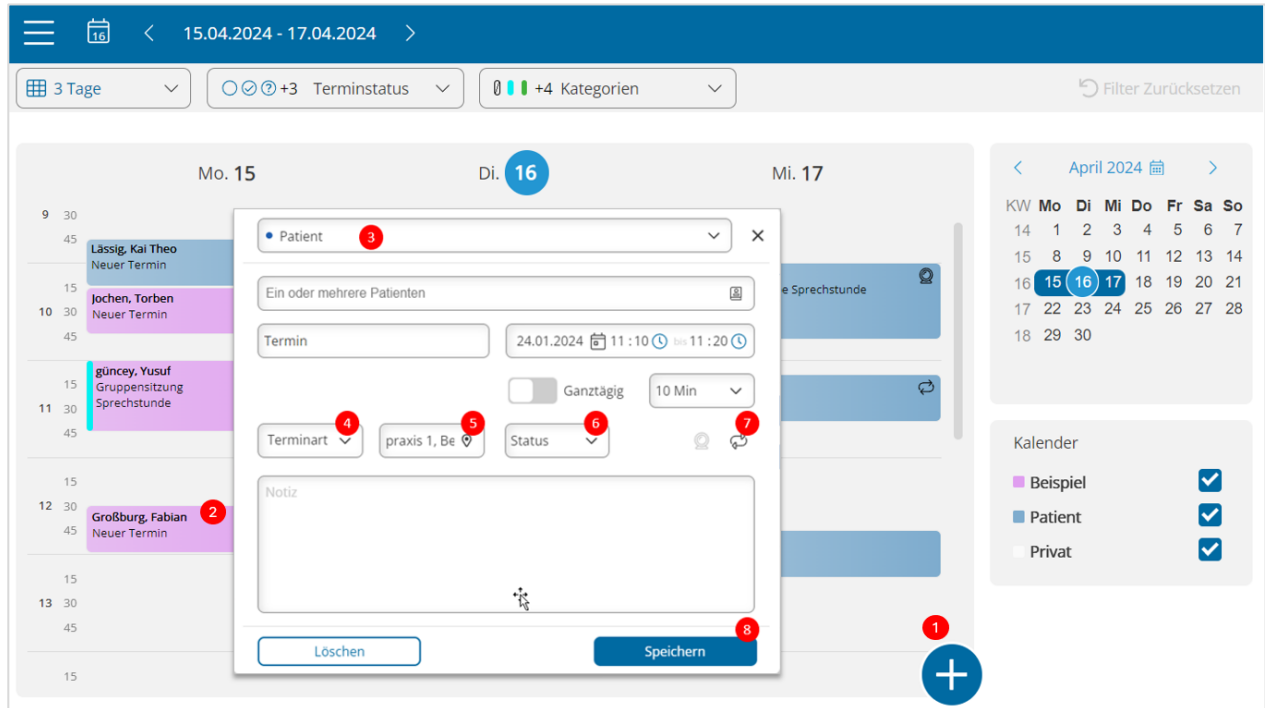 16 15.04.2024 - 17.04.2024
3 Tage +3 Terminstatus +4 Kategorien Filter Zurücksetzen
Mo. 15 Di. 16 Mi. 17
9 30
45
15
10 30
45
15
11 30
45
15
12 30
45
15
13 30
45
15
Lässig, Kai Theo
Neuer Termin
Jochen, Torben
Neuer Termin
güncey, Yusuf
Gruppensitzung
Sprechstunde
Großburg, Fabian 2
Neuer Termin
Patient 3
Ein oder mehrere Patienten
Termin 24.01.2024 11:10 bis 11:20
Ganztägig 10 Min
4 5 6 7
Terminart praxis 1, Be Status
Notiz
8
Löschen Speichern
e Sprechstunde
1
April 2024
KW Mo Di Mi Do Fr Sa So
14 1 2 3 4 5 6 7
15 8 9 10 11 12 13 14
16 15 16 17 18 19 20 21
17 22 23 24 25 26 27 28
18 29 30
Kalender
Beispiel
Patient
Privat